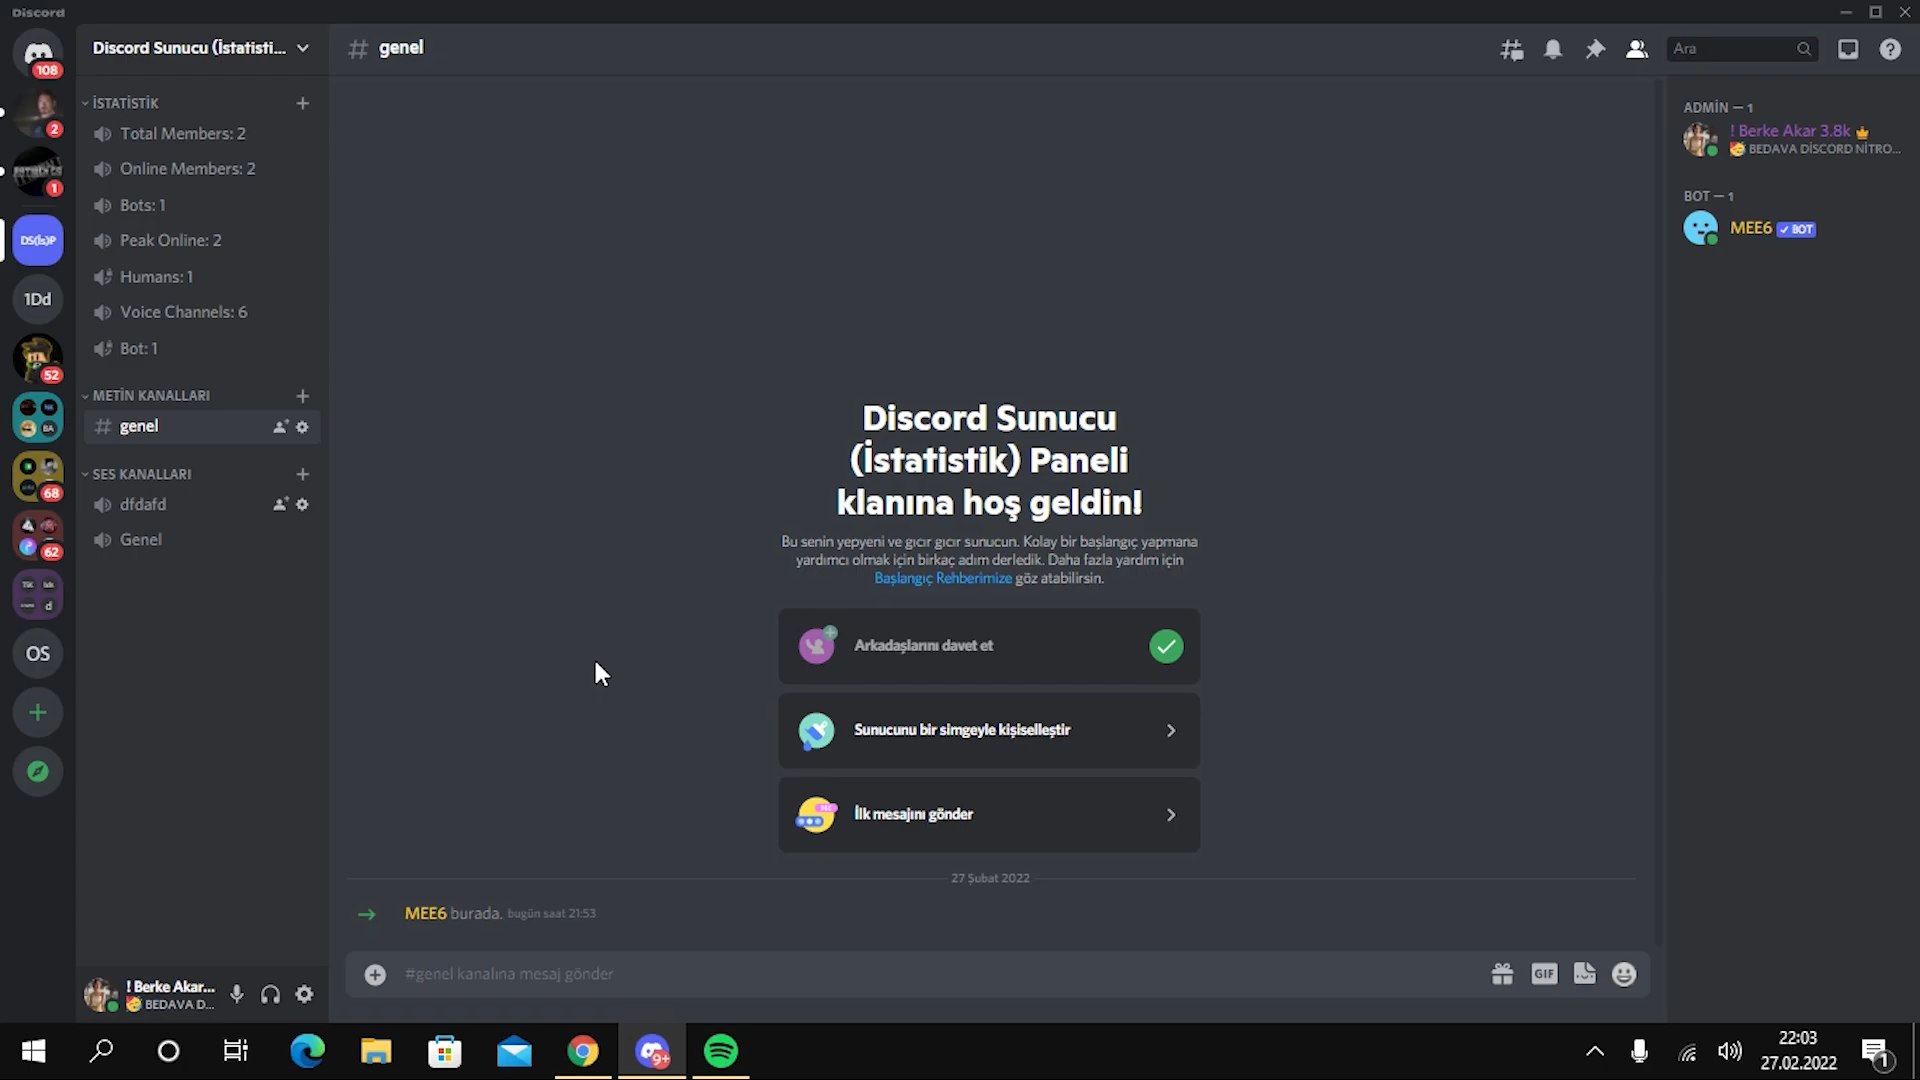 Discord
108
2
1
DS(İs)P
1Dd
52
68
62
OS
Discord Sunucu (İstatisti...
İSTATİSTİK
Total Members: 2
Online Members: 2
Bots: 1
Peak Online: 2
Humans: 1
Voice Channels: 6
Bot: 1
METİN KANALLARI
genel
SES KANALLARI
dfdafd
Genel
! Berke Akar...
BEDAVA D...
# genel
Ara
Discord Sunucu
(İstatistik) Paneli
klanına hoş geldin!
Bu senin yepyeni ve gıcır gıcır sunucun. Kolay bir başlangıç yapmana
yardımcı olmak için birkaç adım derledik. Daha fazla yardım için
Başlangıç Rehberimize göz atabilirsin.
Arkadaşlarını davet et
Sunucunu bir simgeyle kişiselleştir
İlk mesajını gönder
27 Şubat 2022
MEE6 burada. bugün saat 21:53
#genel kanalına mesaj gönder
GIF
ADMİN — 1
! Berke Akar 3.8k
BEDAVA DİSCORD NİTRO...
BOT — 1
MEE6 BOT
9+
22:03
27.02.2022
1